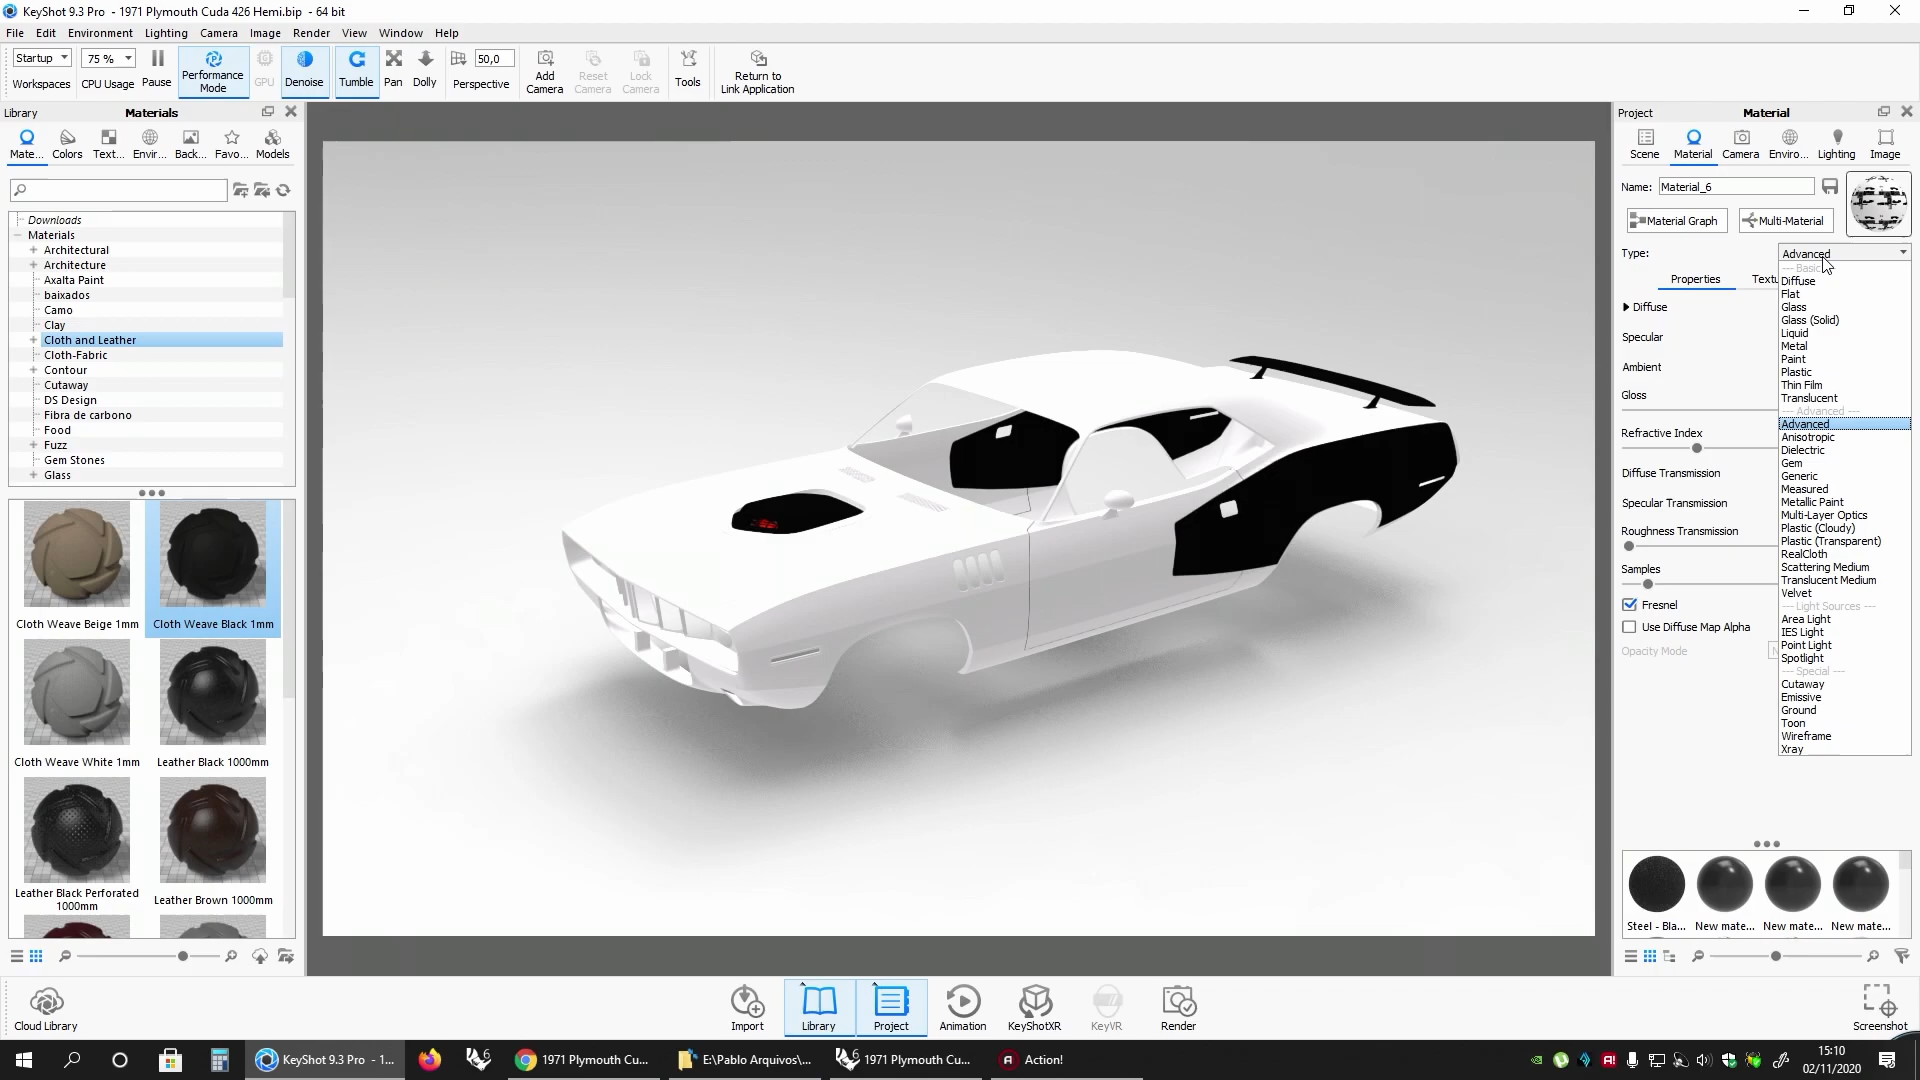 KeyShot 9.3 Pro - 1971 Plymouth Cuda 426 Hemi.bip - 64 bit
File Edit Environment Lighting Camera Image Render View Window Help
Startup
75 %
50,0
Workspaces
CPU Usage
Pause
Performance
Mode
GPU
Denoise
Tumble
Pan
Dolly
Perspective
Add
Camera
Reset
Camera
Lock
Camera
Tools
Return to
Link Application
Library
Materials
Mate...
Colors
Text...
Envir...
Back...
Favo...
Models
Downloads
Materials
Architectural
Architecture
Axalta Paint
baixados
Camo
Clay
Cloth and Leather
Cloth-Fabric
Contour
Cutaway
DS Design
Fibra de carbono
Food
Fuzz
Gem Stones
Glass
Cloth Weave Beige 1mm
Cloth Weave Black 1mm
Cloth Weave White 1mm
Leather Black 1000mm
Leather Black Perforated
1000mm
Leather Brown 1000mm
Project
Material
Scene
Material
Camera
Enviro...
Lighting
Image
Name: Material_6
Material Graph
Multi-Material
Type:
Advanced
Properties
Textu
Diffuse
Specular
Ambient
Gloss
Refractive Index
Diffuse Transmission
Specular Transmission
Roughness Transmission
Samples
Fresnel
Use Diffuse Map Alpha
Opacity Mode
--- Basic
Diffuse
Flat
Glass
Glass (Solid)
Liquid
Metal
Paint
Plastic
Thin Film
Translucent
--- Advanced ---
Advanced
Anisotropic
Dielectric
Gem
Generic
Measured
Metallic Paint
Multi-Layer Optics
Plastic (Cloudy)
Plastic (Transparent)
RealCloth
Scattering Medium
Translucent Medium
Velvet
--- Light Sources ---
Area Light
IES Light
Point Light
Spotlight
--- Special ---
Cutaway
Emissive
Ground
Toon
Wireframe
Xray
Steel - Bla...
New mate...
New mate...
New mate...
Cloud Library
Import
Library
Project
Animation
KeyShotXR
KeyVR
Render
Screenshot
KeyShot 9.3 Pro - 1...
1971 Plymouth Cu...
E:\Pablo Arquivos\...
1971 Plymouth Cu...
Action!
15:10
02/11/2020